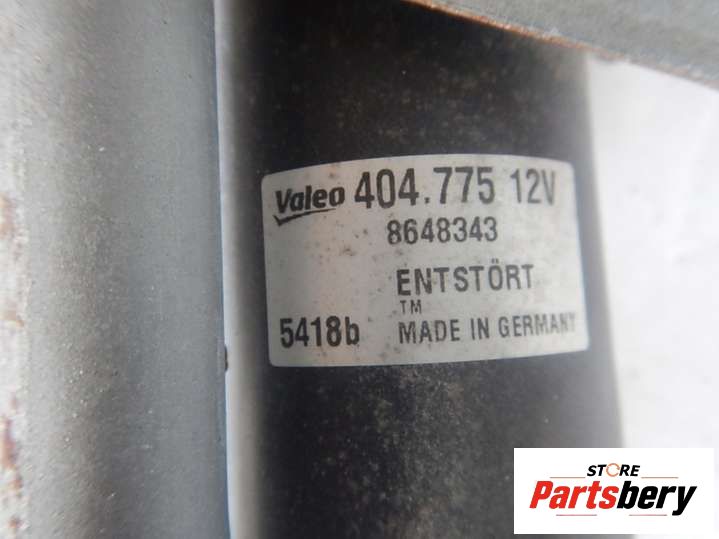 Valeo 404.775 12V
8648343
ENTSTÖRT
TM
5418b MADE IN GERMANY
STORE
Partsbery